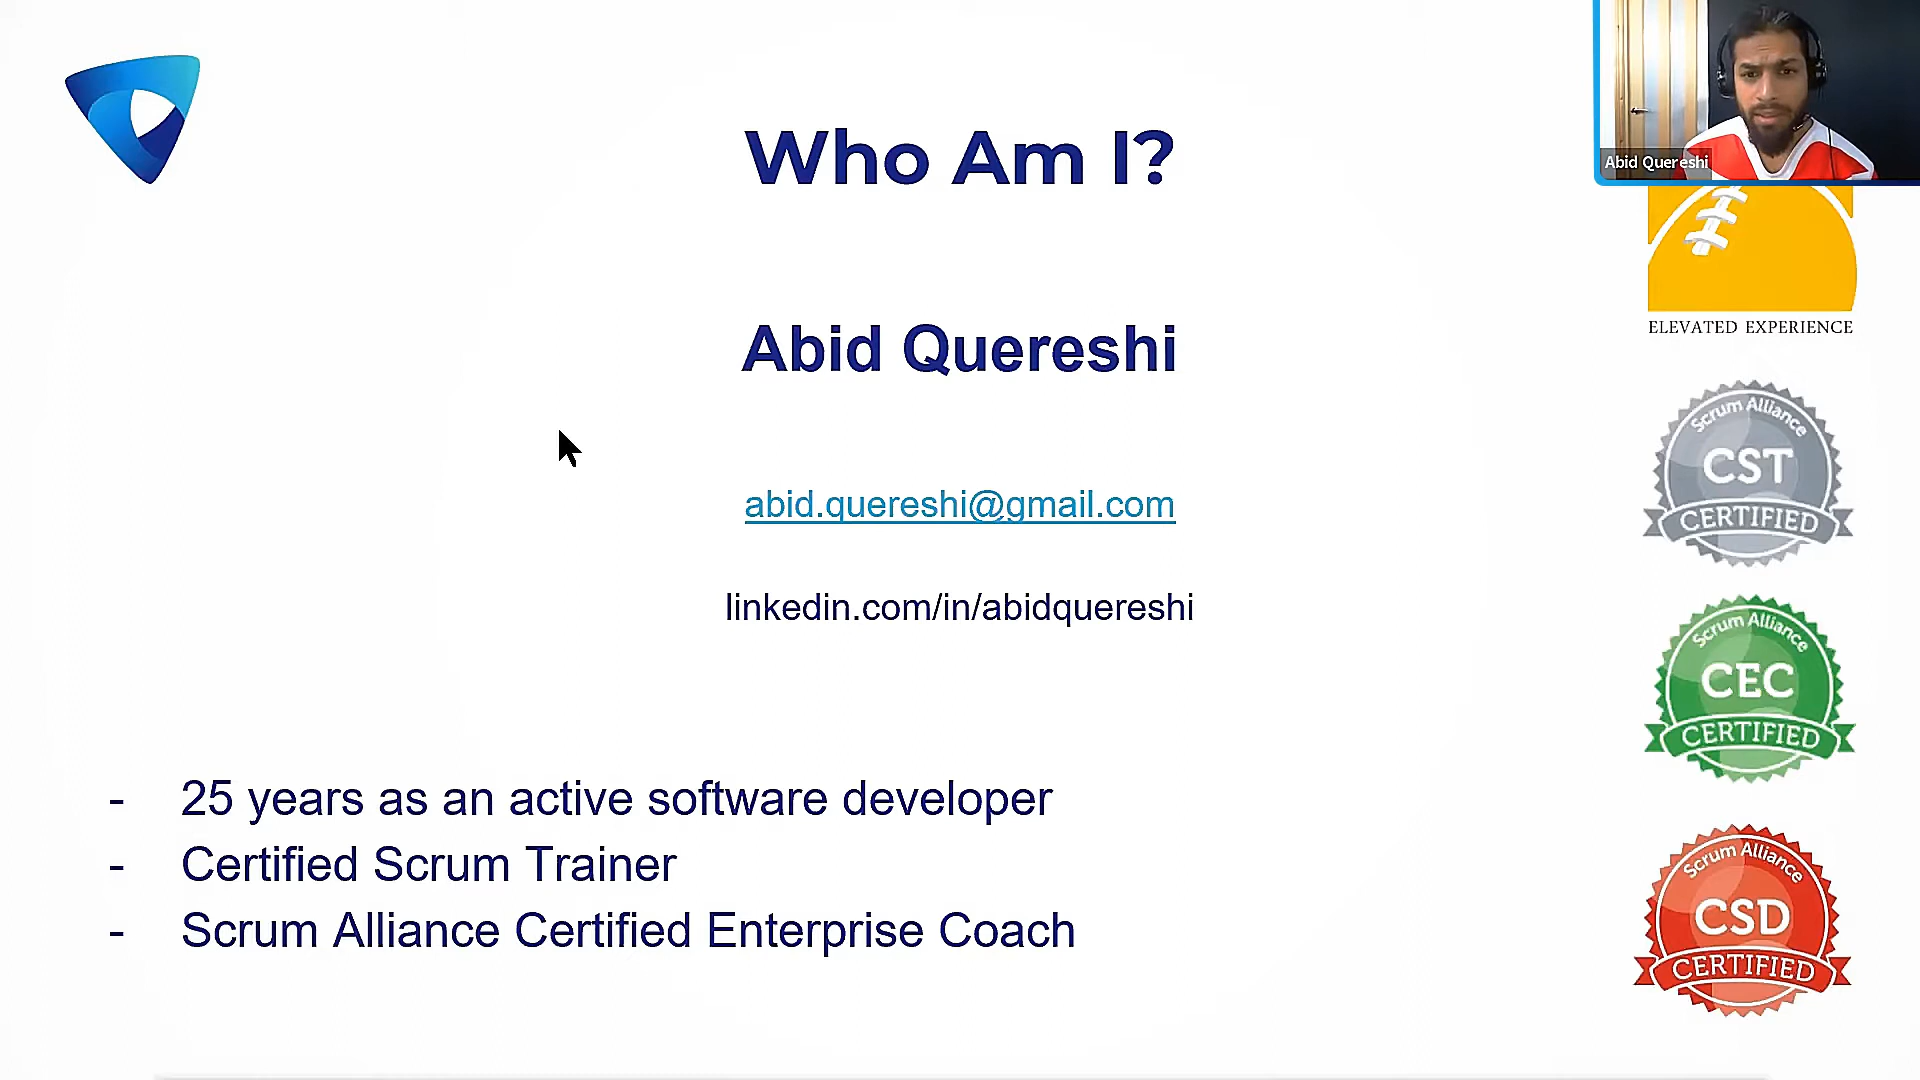 Who Am I?
Abid Quereshi
Abid Quereshi
ELEVATED EXPERIENCE
abid.quereshi@gmail.com
linkedin.com/in/abidquereshi
Scrum Alliance
CST
CERTIFIED
Scrum Alliance
CEC
CERTIFIED
- 25 years as an active software developer
- Certified Scrum Trainer
- Scrum Alliance Certified Enterprise Coach
Scrum Alliance
CSD
CERTIFIED